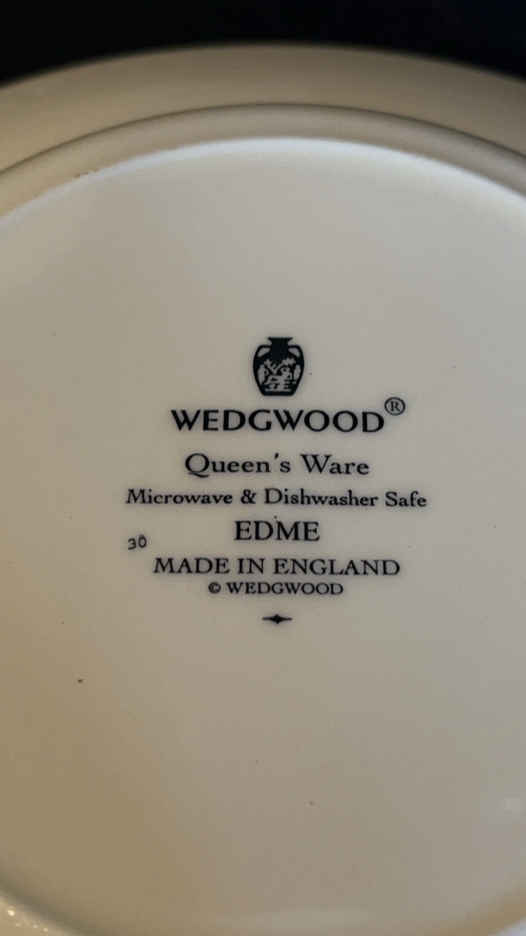 WEDGWOOD®
Queen's Ware
Microwave & Dishwasher Safe
EDME
30
MADE IN ENGLAND
© WEDGWOOD